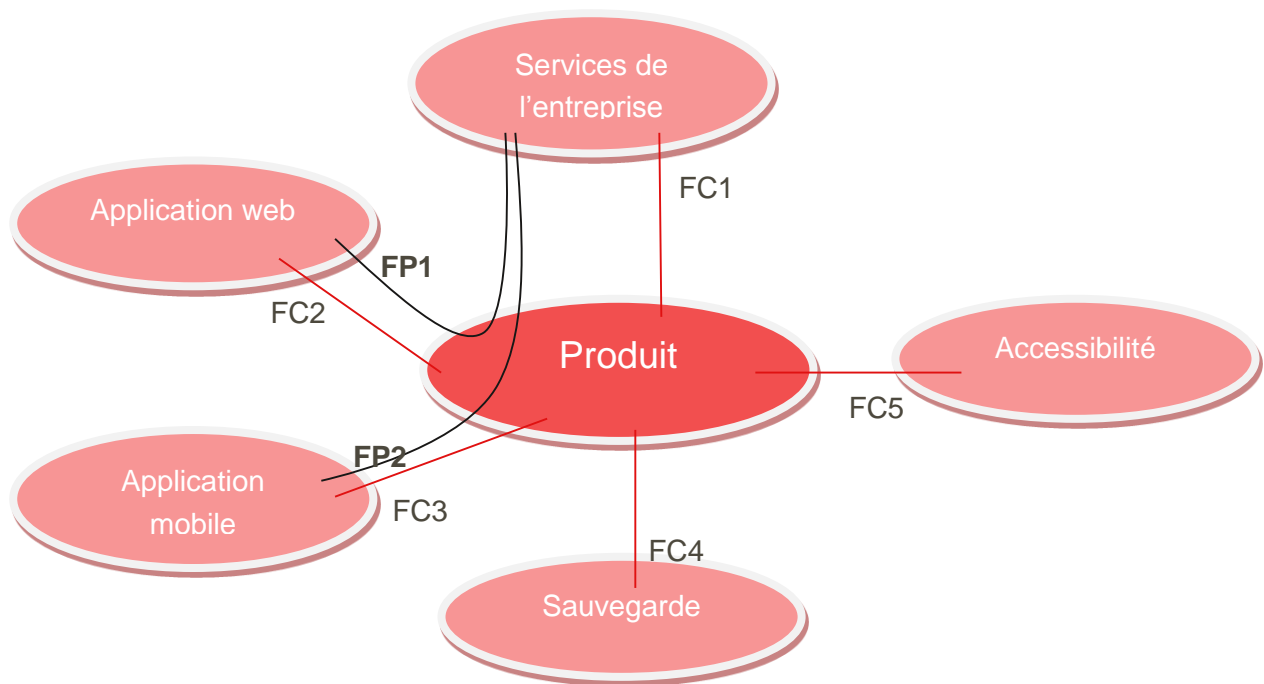 Services de
l'entreprise
FC1
Application web
FP1
FC2
Produit
Accessibilité
FC5
FP2
Application
mobile
FC3
FC4
Sauvegarde